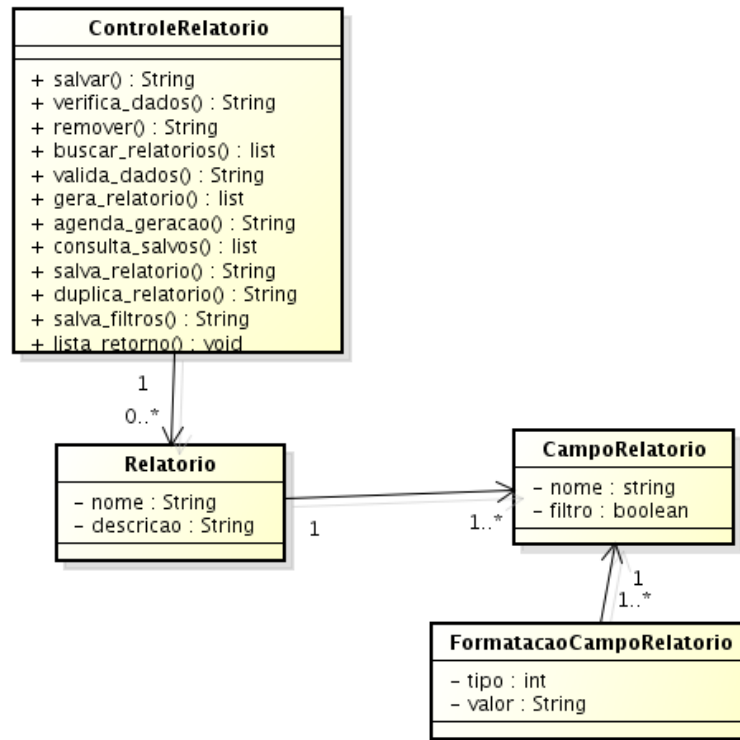 ControleRelatorio
+ salvar() : String
+ verifica_dados() : String
+ remover() : String
+ buscar_relatorios() : list
+ valida_dados() : String
+ gera_relatorio() : list
+ agenda_geracao() : String
+ consulta_salvos() : list
+ salva_relatorio() : String
+ duplica_relatorio() : String
+ salva_filtros() : String
+ lista_retorno() : void
1
0..*
Relatorio
- nome : String
- descricao : String
1
1..*
CampoRelatorio
- nome : string
- filtro : boolean
1
1..*
FormatacaoCampoRelatorio
- tipo : int
- valor : String